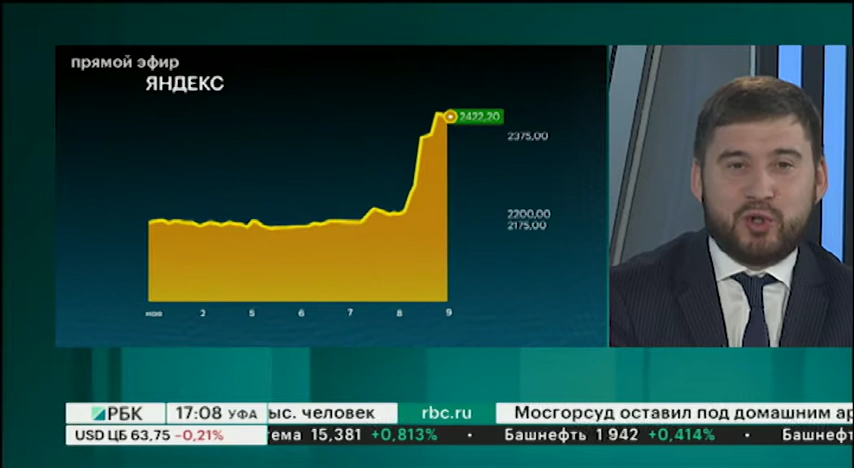 прямой эфир
ЯНДЕКС
2422,20
2375,00
2200,00
2175,00
ноя 2 5 6 7 8 9
РБК 17:08 УФА ыс. человек rbc.ru Мосгорсуд оставил под домашним ар
USD ЦБ 63,75 -0,21% ема 15,381 +0,813% • Башнефть 1 942 +0,414% • Башнефт